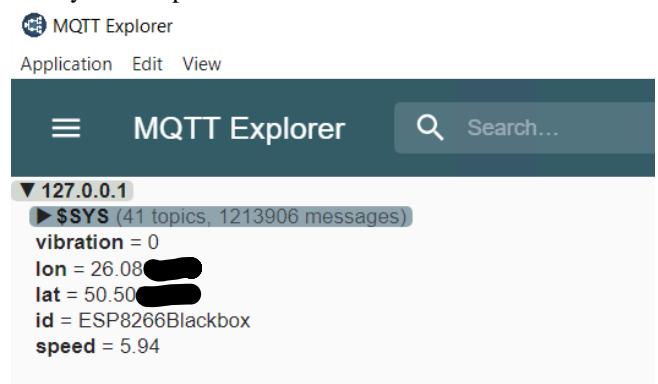 MQTT Explorer
Application Edit View
MQTT Explorer Search...
▼ 127.0.0.1
▶ $SYS (41 topics, 1213906 messages)
vibration = 0
lon = 26.08
lat = 50.50
id = ESP8266Blackbox
speed = 5.94